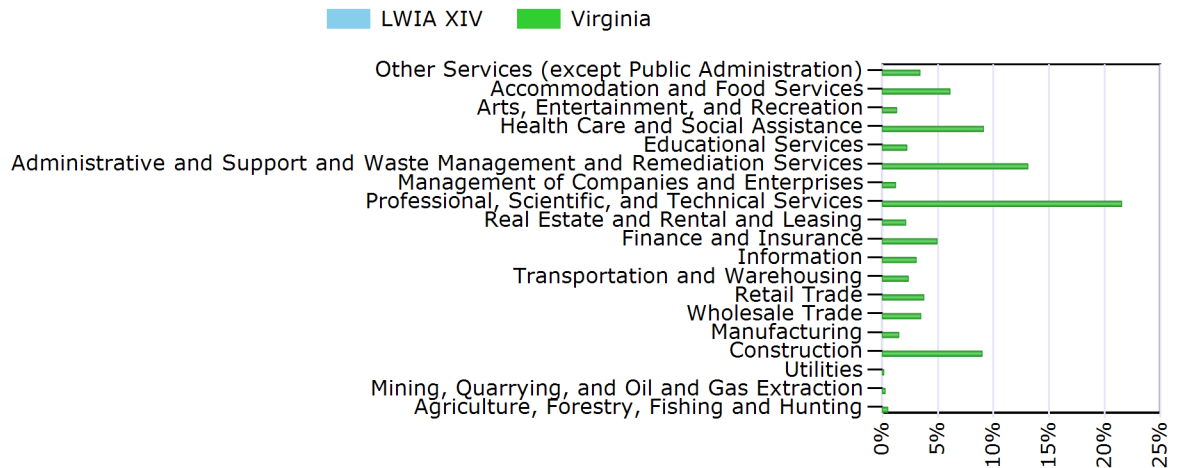 LWIA XIV Virginia
Other Services (except Public Administration)
Accommodation and Food Services
Arts, Entertainment, and Recreation
Health Care and Social Assistance
Educational Services
Administrative and Support and Waste Management and Remediation Services
Management of Companies and Enterprises
Professional, Scientific, and Technical Services
Real Estate and Rental and Leasing
Finance and Insurance
Information
Transportation and Warehousing
Retail Trade
Wholesale Trade
Manufacturing
Construction
Utilities
Mining, Quarrying, and Oil and Gas Extraction
Agriculture, Forestry, Fishing and Hunting
0% 5% 10% 15% 20% 25%